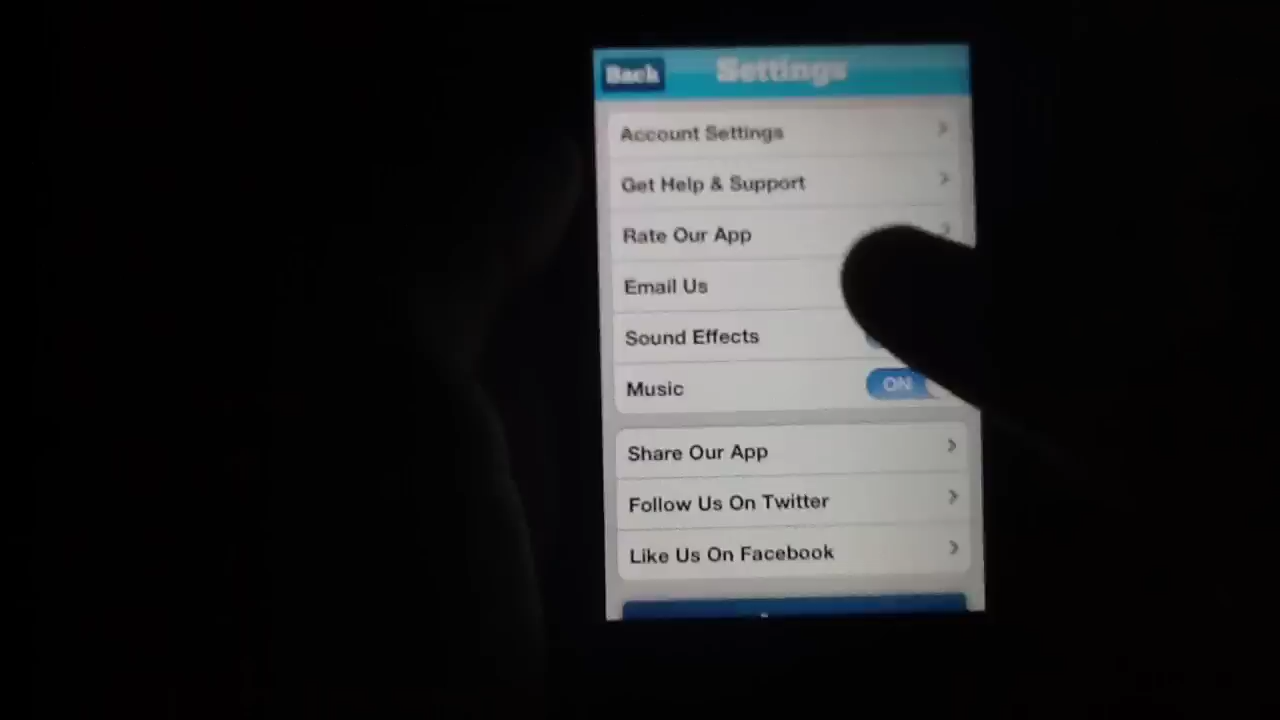 Back
Settings
Account Settings
Get Help & Support
Rate Our App
Email Us
Sound Effects
Music
ON
Share Our App
Follow Us On Twitter
Like Us On Facebook